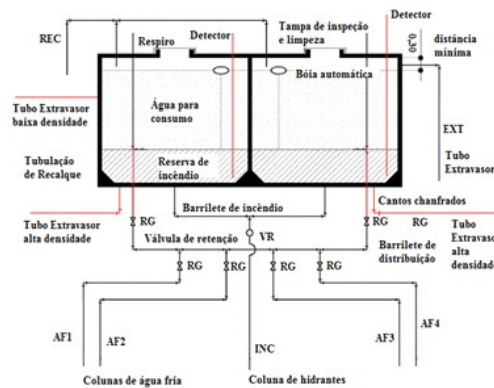 Detector
REC
Respiro
Detector
Tampa de inspeção
e limpeza
0,30
distância
mínima
Bóia automática
Tubo Extravasor
baixa densidade
Água para
consumo
EXT
Tubulação
de Recalque
Reserva de
incêndio
Tubo
Extravasor
Cantos chanfrados
Barrilete de incêndio
Tubo Extravasor
alta densidade
RG
Válvula de retenção
VR
RG
RG
Barrilete de
distribuição
Tubo
Extravasor
alta
densidade
RG
RG
RG
RG
AF1
AF2
INC
AF3
AF4
Colunas de água fria
Coluna de hidrantes